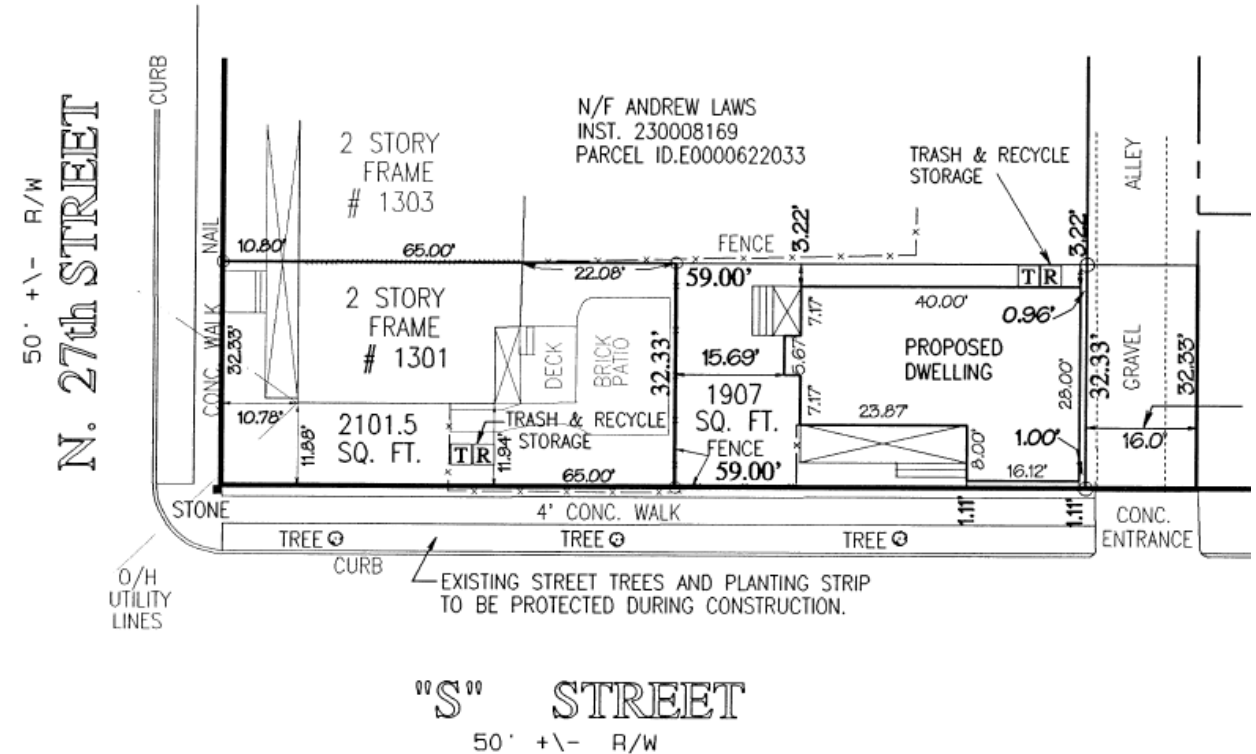 N. 27th STREET
50' +\- R/W
CURB
2 STORY
FRAME
# 1303
N/F ANDREW LAWS
INST. 230008169
PARCEL ID.E0000622033
TRASH & RECYCLE
STORAGE
ALLEY
NAIL
10.80'
65.00'
FENCE
3.22'
3.22'
22.08'
59.00'
T R
CONC. WALK
32.33'
2 STORY
FRAME
# 1301
DECK
BRICK
PATIO
32.33'
7.17'
40.00'
0.96'
15.69'
5.67'
PROPOSED
DWELLING
28.00'
32.33'
GRAVEL
32.33'
10.78'
11.88'
2101.5
SQ. FT.
TRASH & RECYCLE
STORAGE
T R
11.94'
65.00'
1907
SQ. FT.
FENCE
59.00'
7.17'
23.87'
8.00'
1.00'
16.12'
16.0'
STONE
4' CONC. WALK
1.11'
1.11'
CONC.
ENTRANCE
TREE
TREE
TREE
CURB
O/H
UTILITY
LINES
EXISTING STREET TREES AND PLANTING STRIP
TO BE PROTECTED DURING CONSTRUCTION.
"S" STREET
50' +\- R/W